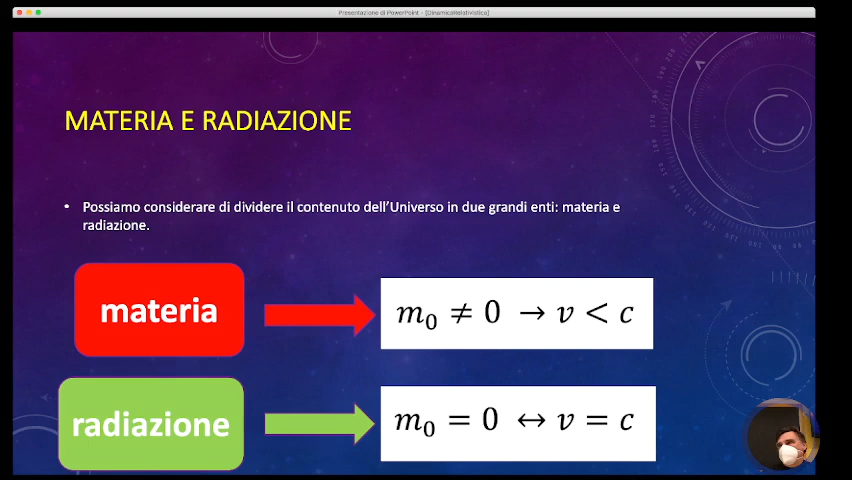 Presentazione di PowerPoint - [DinamicaRelativistica]
MATERIA E RADIAZIONE
• Possiamo considerare di dividere il contenuto dell'Universo in due grandi enti: materia e
radiazione.
materia
m₀ ≠ 0 → v < c
radiazione
m₀ = 0 ↔ v = c